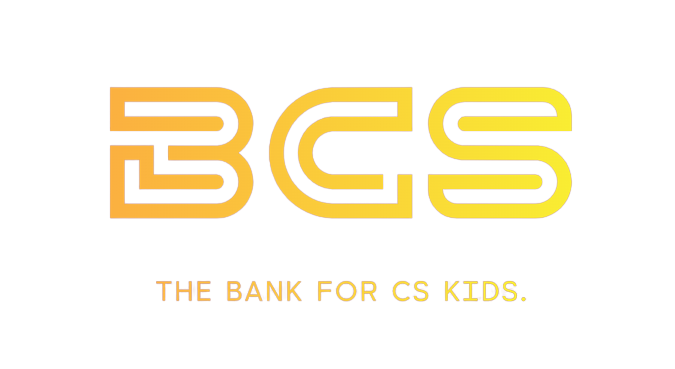 BCS
THE BANK FOR CS KIDS.